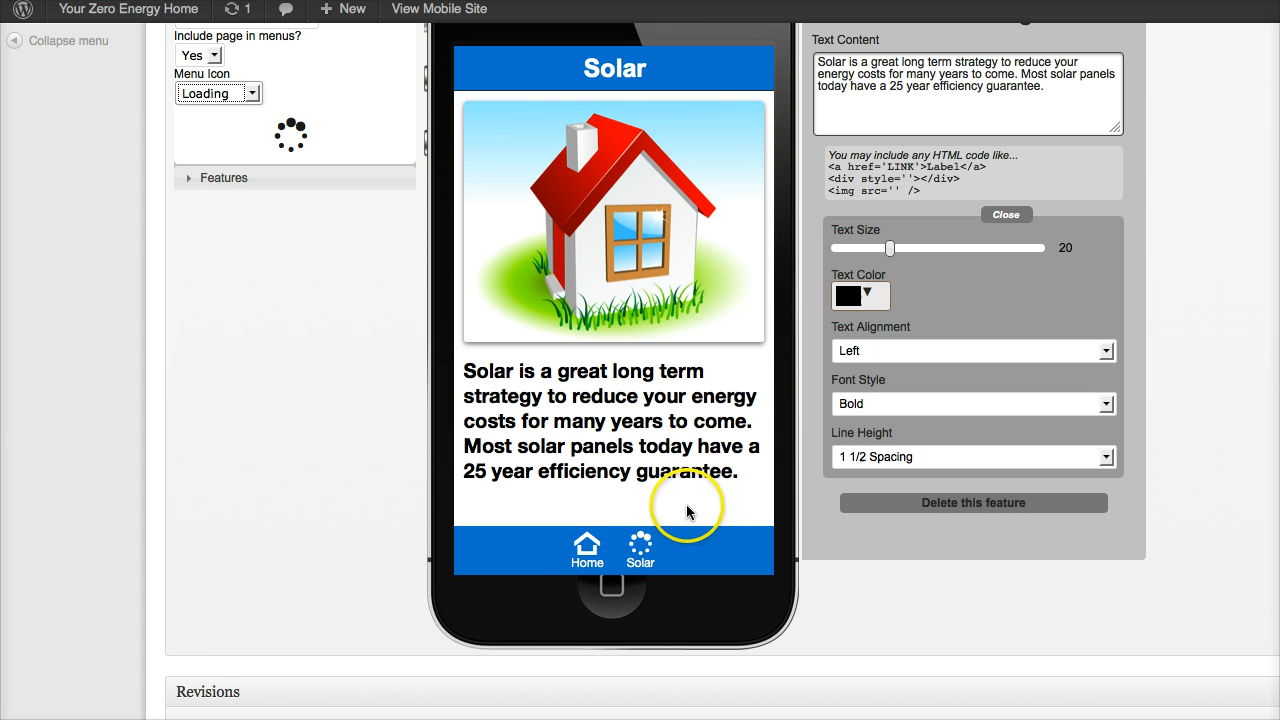 Your Zero Energy Home
1
New
View Mobile Site
Collapse menu
Include page in menus?
Yes
Menu Icon
Loading
Features
Solar
Solar is a great long term
strategy to reduce your energy
costs for many years to come.
Most solar panels today have a
25 year efficiency guarantee.
Home
Solar
Text Content
Solar is a great long term strategy to reduce your
energy costs for many years to come. Most solar panels
today have a 25 year efficiency guarantee.
You may include any HTML code like...
<a href='LINK'>Label</a>
<div style=''></div>
<img src='' />
Close
Text Size
20
Text Color
Text Alignment
Left
Font Style
Bold
Line Height
1 1/2 Spacing
Delete this feature
Revisions